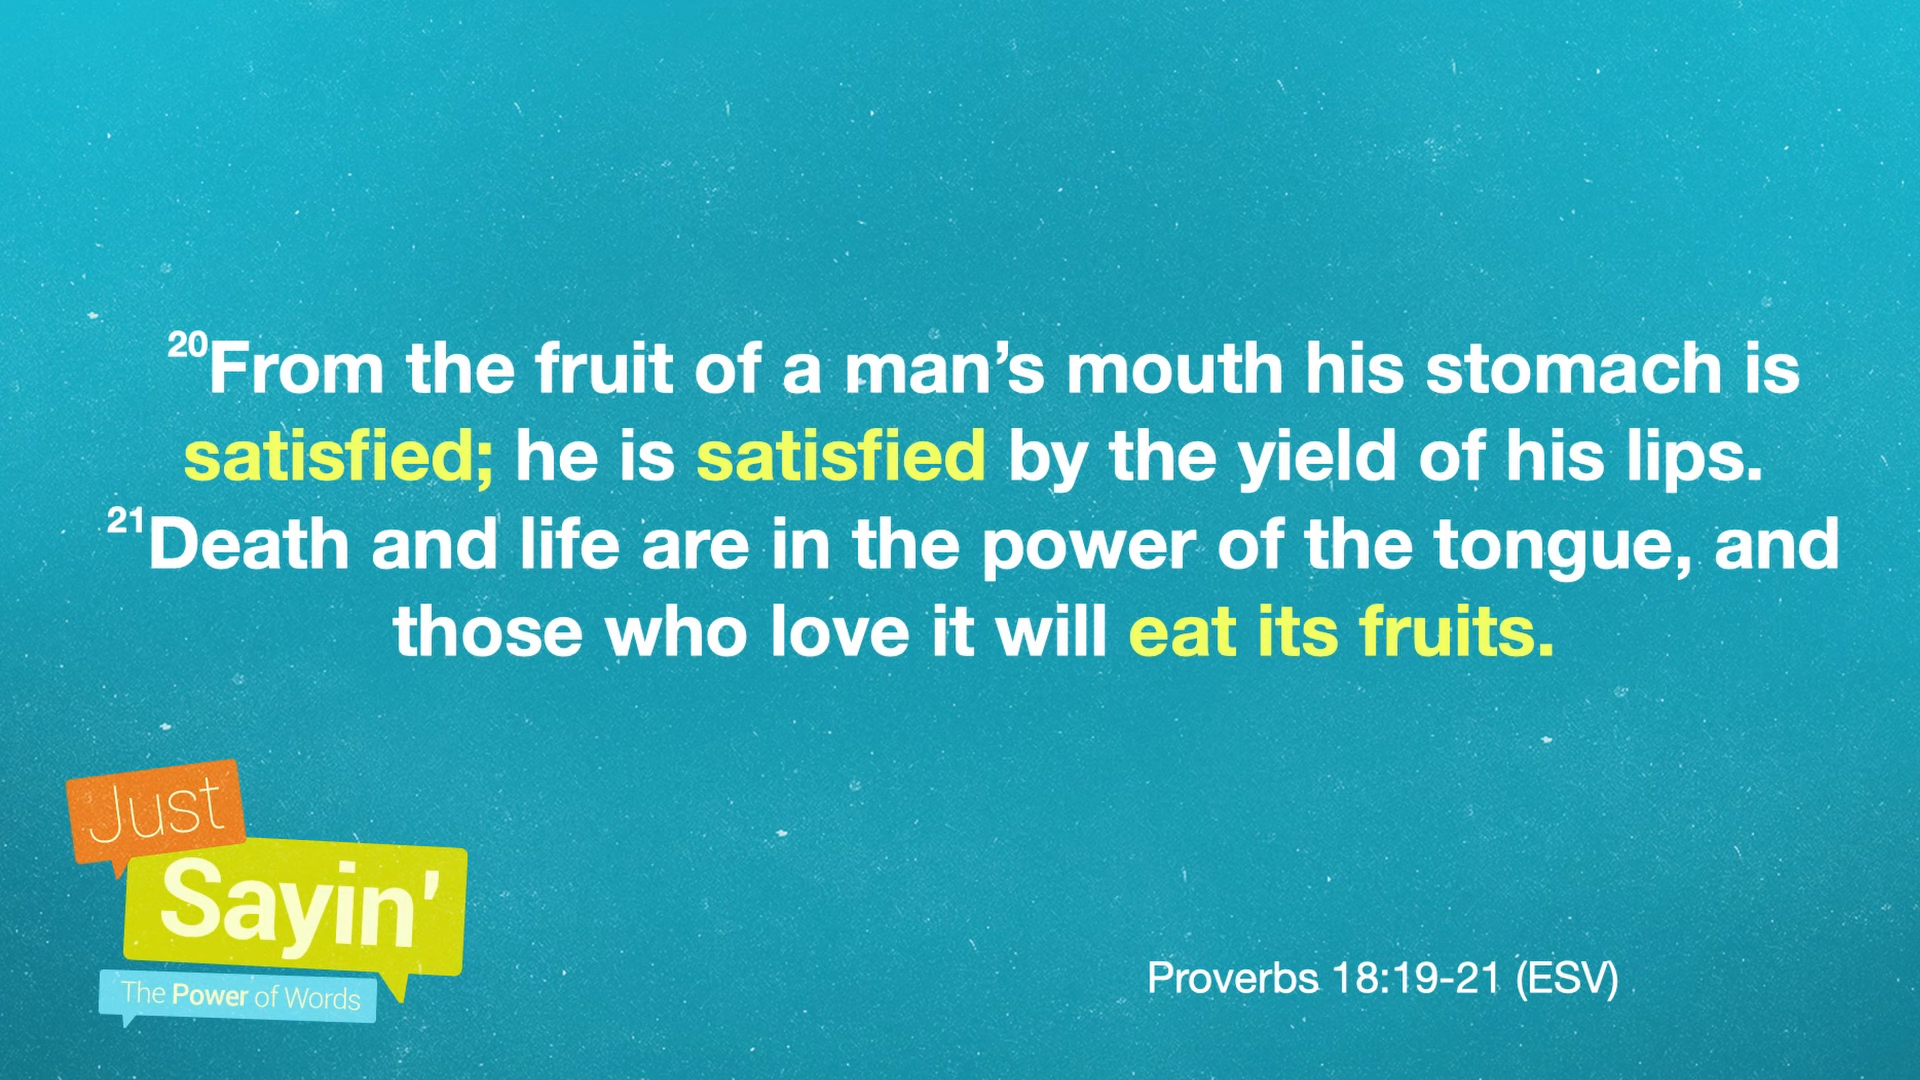 20From the fruit of a man’s mouth his stomach is
satisfied; he is satisfied by the yield of his lips.
21Death and life are in the power of the tongue, and
those who love it will eat its fruits.
Just
Sayin'
The Power of Words
Proverbs 18:19-21 (ESV)